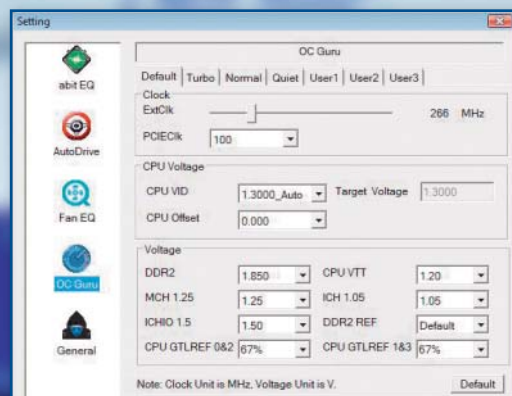 Setting
OC Guru
abit EQ
AutoDrive
Fan EQ
OC Guru
General
Default Turbo Normal Quiet User1 User2 User3
Clock
ExtClk 266 MHz
PCIEClk 100
CPU Voltage
CPU VID 1.3000_Auto Target Voltage 1.3000
CPU Offset 0.000
Voltage
DDR2 1.850 CPU VTT 1.20
MCH 1.25 1.25 ICH 1.05 1.05
ICHIO 1.5 1.50 DDR2 REF Default
CPU GTLREF 0&2 67% CPU GTLREF 1&3 67%
Note: Clock Unit is MHz, Voltage Unit is V. Default